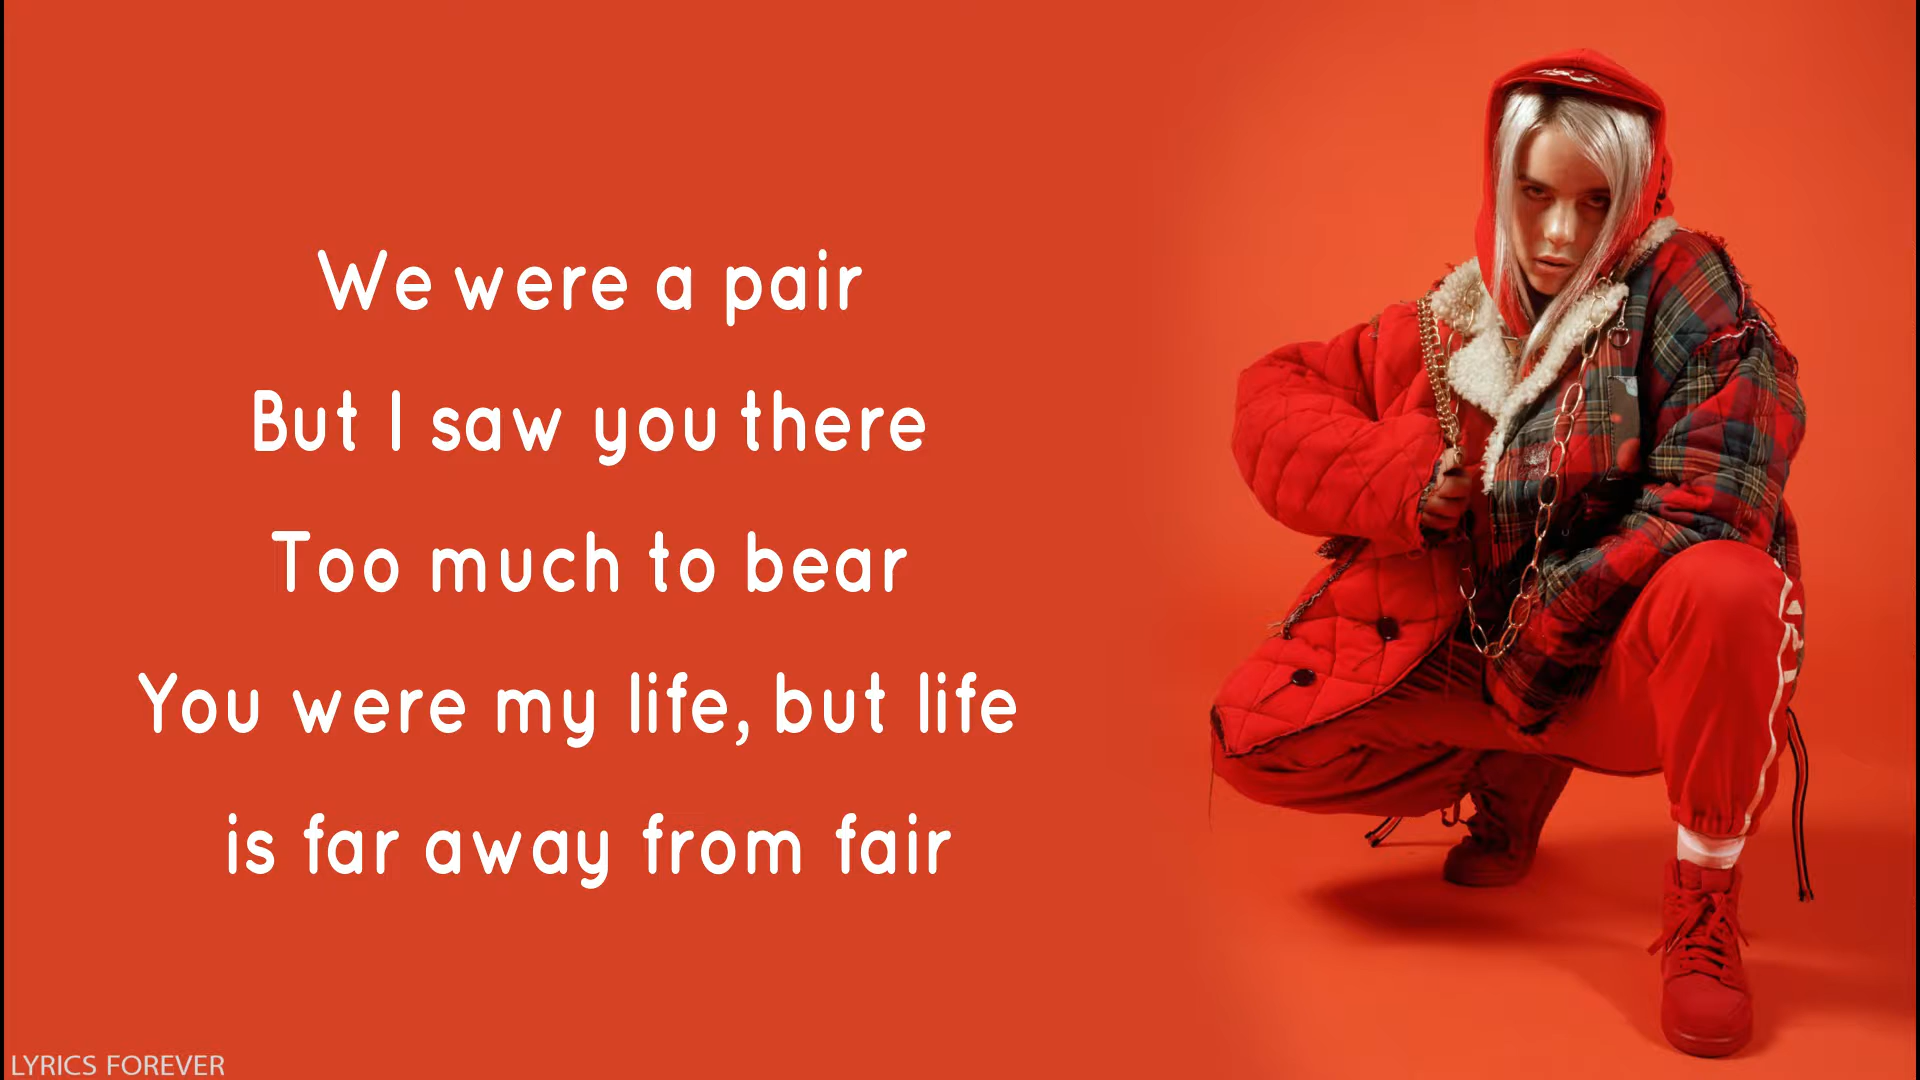 We were a pair
But I saw you there
Too much to bear
You were my life, but life
is far away from fair
LYRICS FOREVER